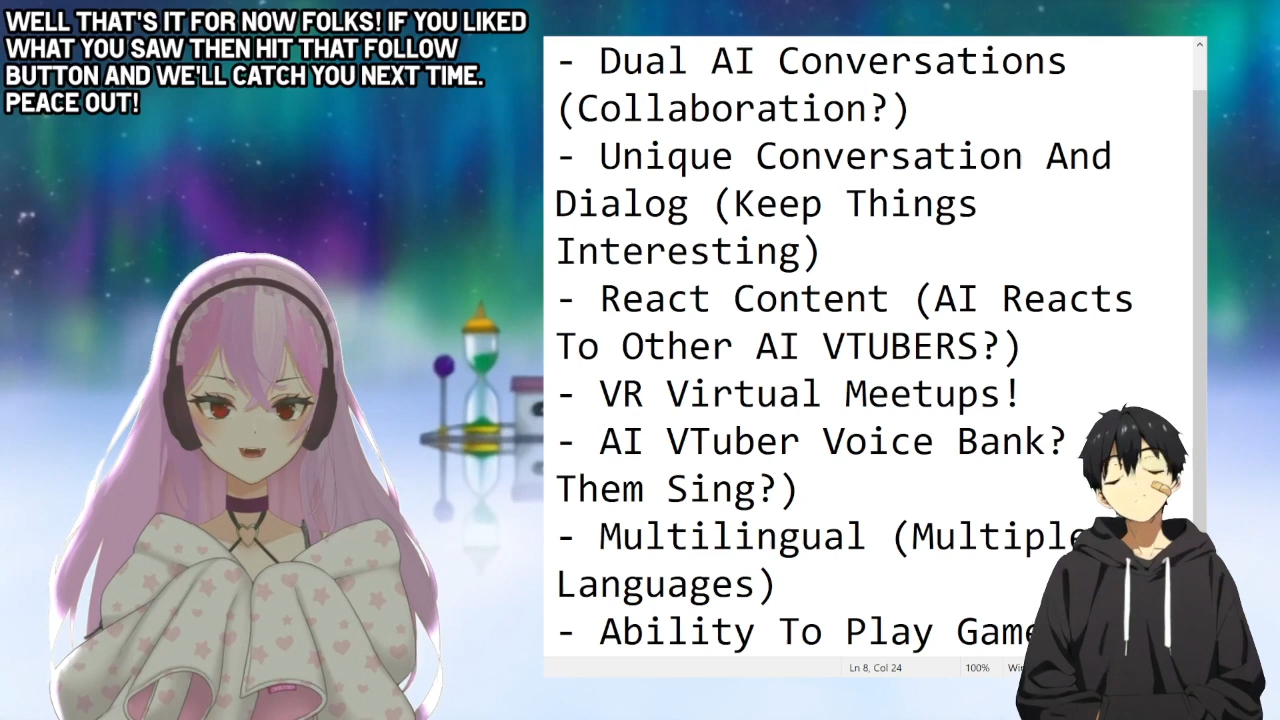 WELL THAT'S IT FOR NOW FOLKS! IF YOU LIKED
WHAT YOU SAW THEN HIT THAT FOLLOW
BUTTON AND WE'LL CATCH YOU NEXT TIME.
PEACE OUT!
- Dual AI Conversations
(Collaboration?)
- Unique Conversation And
Dialog (Keep Things
Interesting)
- React Content (AI Reacts
To Other AI VTUBERS?)
- VR Virtual Meetups!
- AI VTuber Voice Bank?
Them Sing?)
- Multilingual (Multiple
Languages)
- Ability To Play Game
Ln 8, Col 24
100%